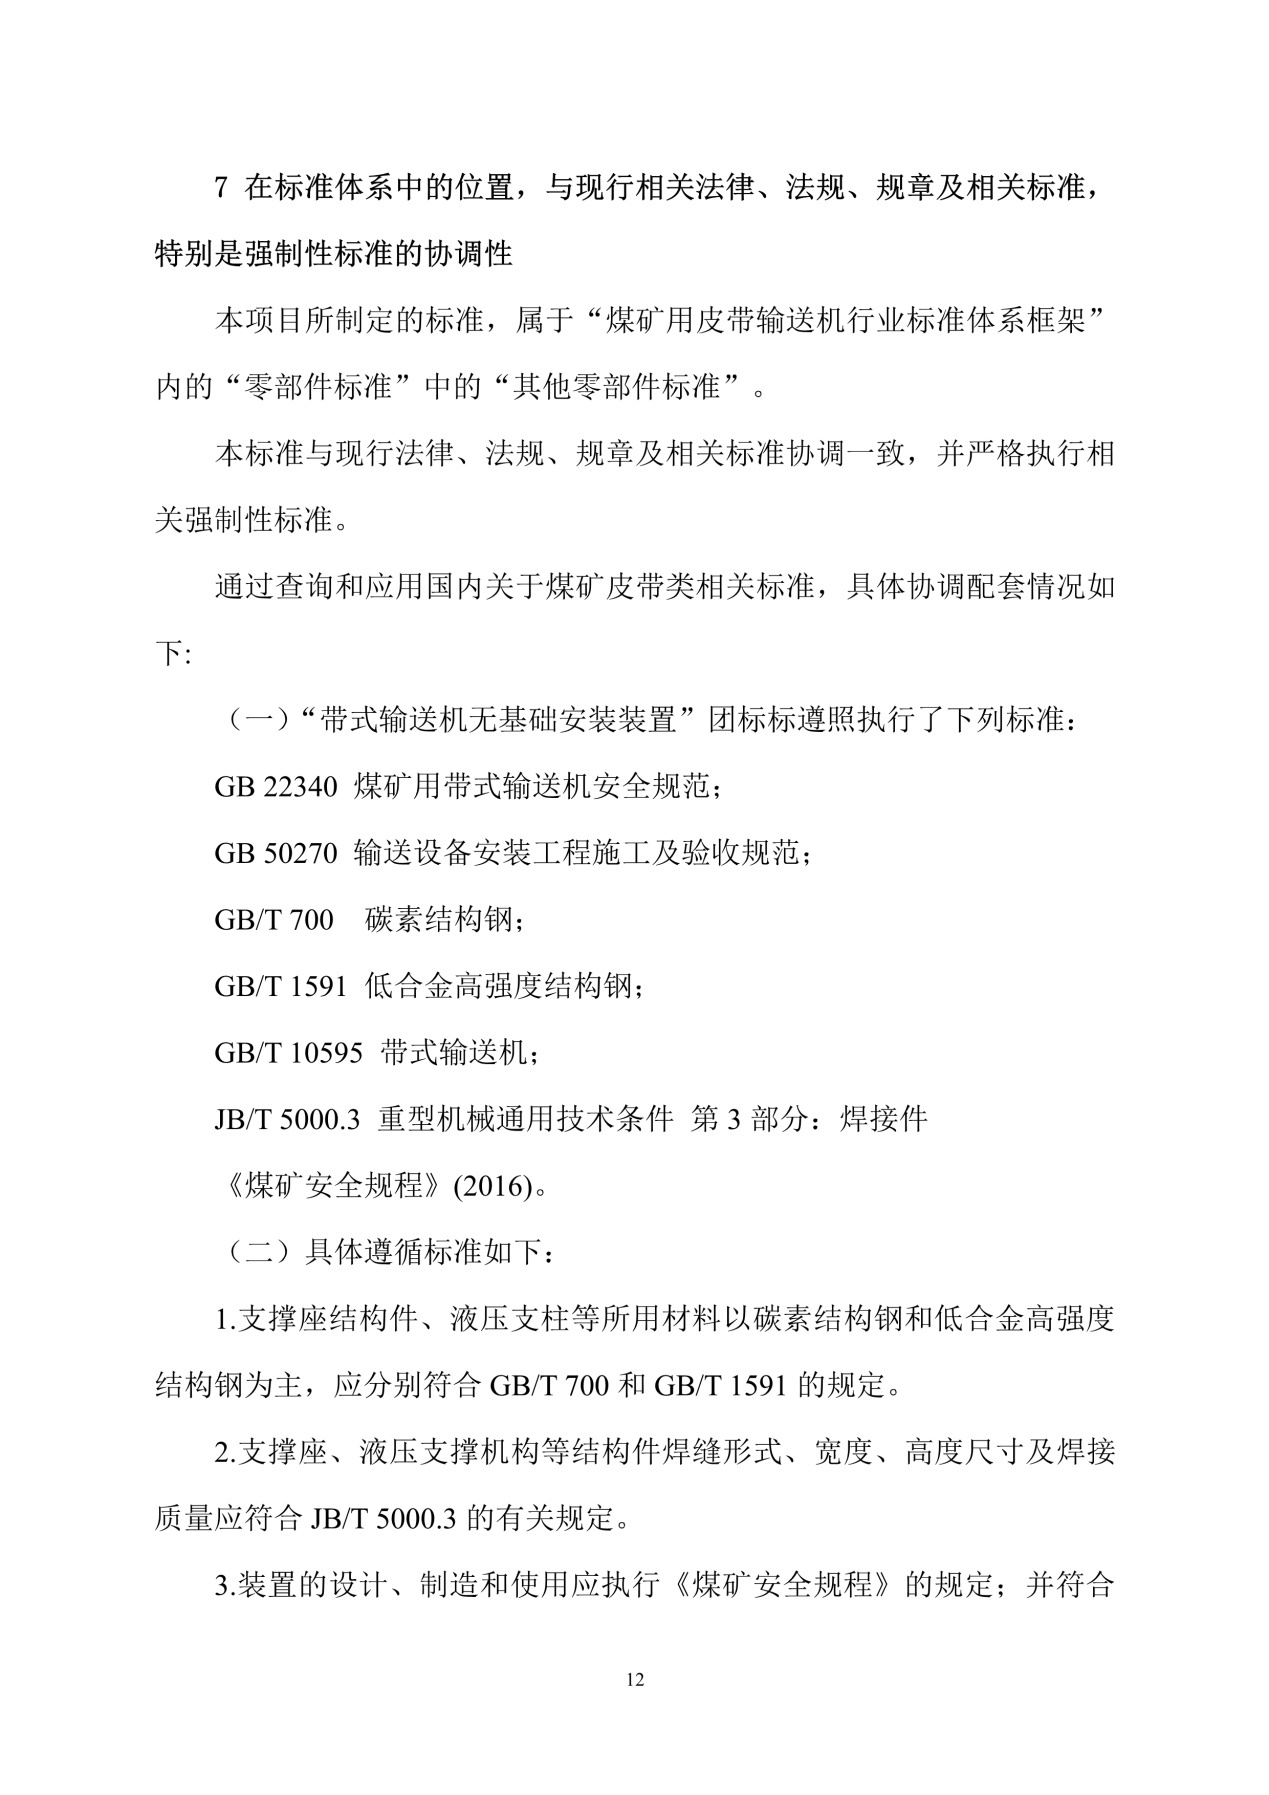 7 在标准体系中的位置，与现行相关法律、法规、规章及相关标准，
特别是强制性标准的协调性
本项目所制定的标准，属于“煤矿用皮带输送机行业标准体系框架”
内的“零部件标准”中的“其他零部件标准”。
本标准与现行法律、法规、规章及相关标准协调一致，并严格执行相
关强制性标准。
通过查询和应用国内关于煤矿皮带类相关标准，具体协调配套情况如
下:
（一）“带式输送机无基础安装装置”团标标遵照执行了下列标准：
GB 22340 煤矿用带式输送机安全规范；
GB 50270 输送设备安装工程施工及验收规范；
GB/T 700 碳素结构钢；
GB/T 1591 低合金高强度结构钢；
GB/T 10595 带式输送机；
JB/T 5000.3 重型机械通用技术条件 第 3 部分：焊接件
《煤矿安全规程》(2016)。
（二）具体遵循标准如下：
1.支撑座结构件、液压支柱等所用材料以碳素结构钢和低合金高强度
结构钢为主，应分别符合 GB/T 700 和 GB/T 1591 的规定。
2.支撑座、液压支撑机构等结构件焊缝形式、宽度、高度尺寸及焊接
质量应符合 JB/T 5000.3 的有关规定。
3.装置的设计、制造和使用应执行《煤矿安全规程》的规定；并符合
12